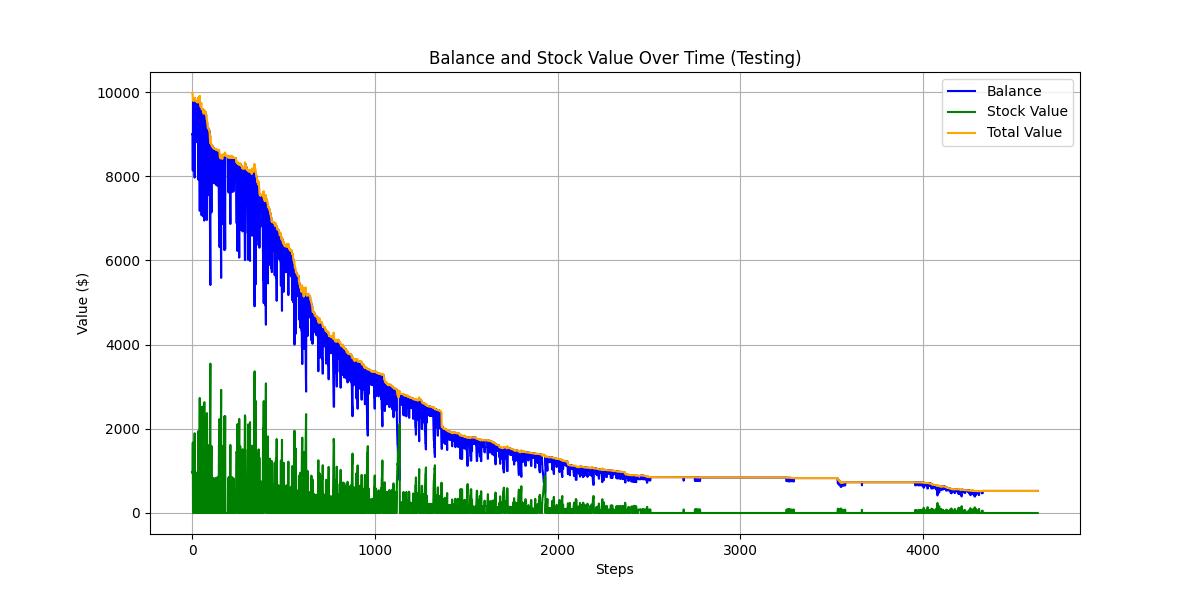 Balance and Stock Value Over Time (Testing)
Balance
Stock Value
Total Value
10000
8000
6000
4000
2000
0
Value ($)
0 1000 2000 3000 4000
Steps